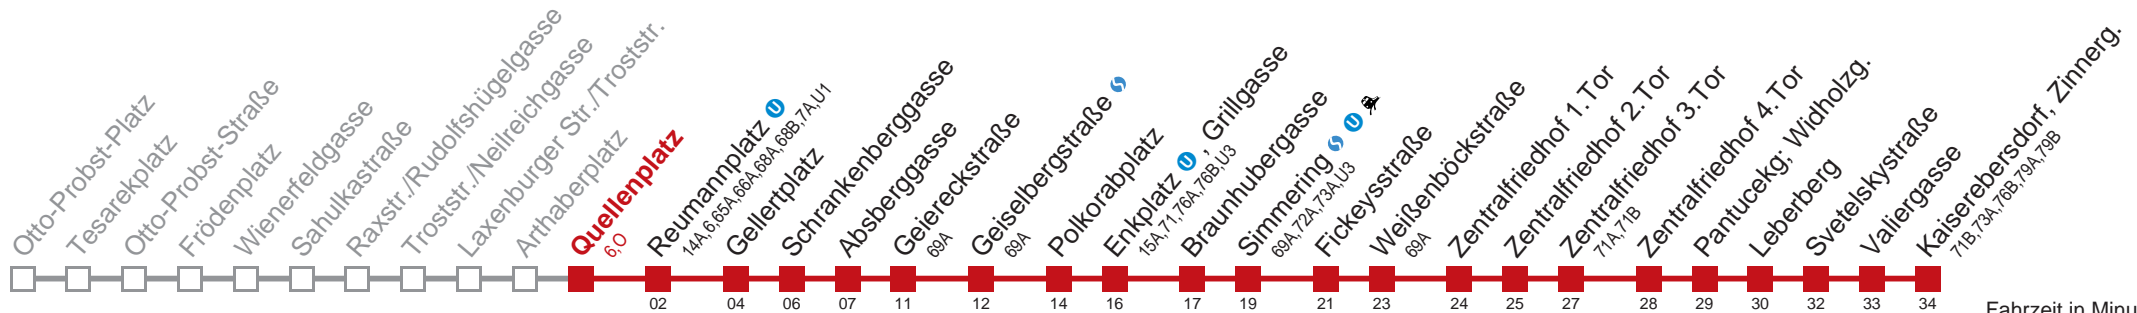 Otto-Probst-Platz
Tesarekplatz
Otto-Probst-Straße
Frödenplatz
Wienerfeldgasse
Sahulkastraße
Raxstr./Rudolfshügelgasse
Troststr./Neilreichgasse
Laxenburger Str./Troststr.
Arthaberplatz
Quellenplatz
6,O
Reumannplatz U
14A,6,65A,66A,68A,68B,7A,U1
02
Gellertplatz
04
Schrankenberggasse
06
Absberggasse
07
Geiereckstraße
69A
11
Geiselbergstraße
69A
12
Polkorabplatz
14
Enkplatz U , Grillgasse
15A,71,76A,76B,U3
16
Braunhubergasse
17
Simmering U
69A,72A,73A,U3
19
Fickeysstraße
21
Weißenböckstraße
69A
23
Zentralfriedhof 1.Tor
24
Zentralfriedhof 2.Tor
25
Zentralfriedhof 3.Tor
71A,71B
27
Zentralfriedhof 4.Tor
28
Pantucekg; Widholzg.
29
Leberberg
30
Svetelskystraße
32
Valiergasse
33
Kaiserebersdorf, Zinnerg.
71B,73A,76B,79A,79B
34
Fahrzeit in Minu